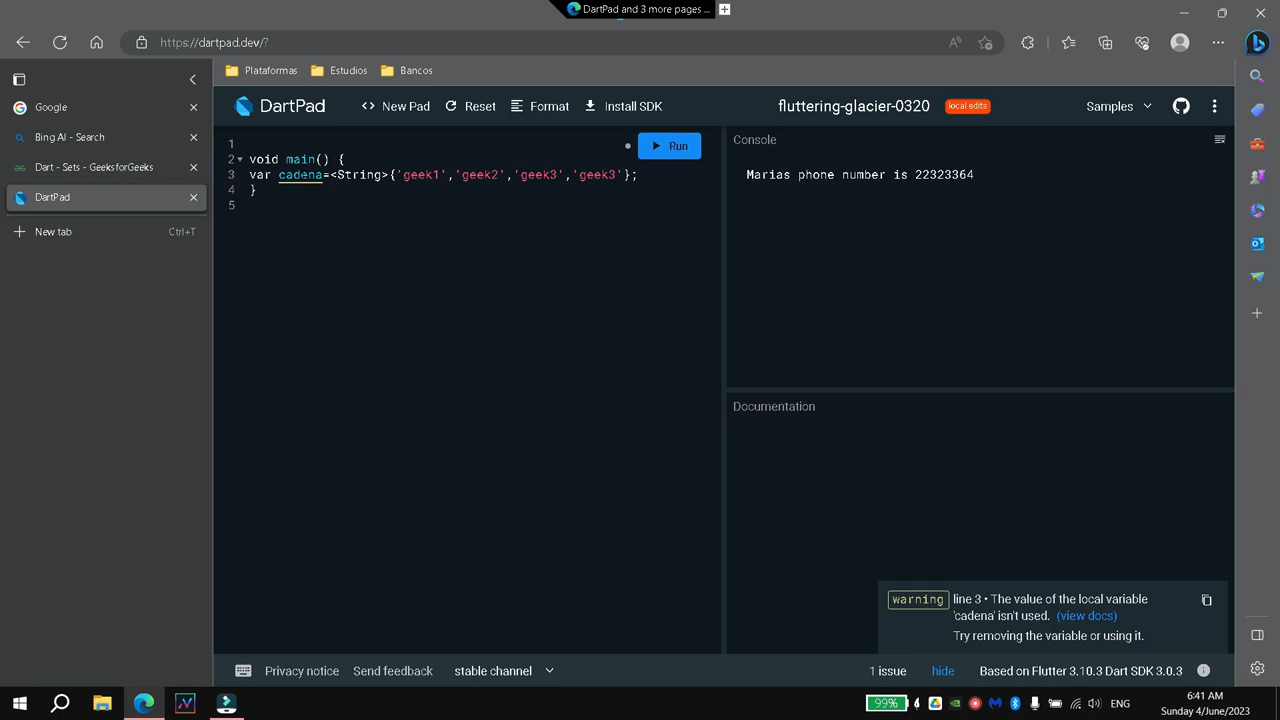 DartPad and 3 more pages ...
https://dartpad.dev/?
Plataformas
Estudios
Bancos
Google
Bing AI - Search
Dart - Sets - GeeksforGeeks
DartPad
New tab
Ctrl+T
DartPad
<> New Pad
Reset
Format
Install SDK
fluttering-glacier-0320
local edits
Samples
1
2 void main() {
3 var cadena=<String>{'geek1','geek2','geek3','geek3'};
4 }
5
Run
Console
Marias phone number is 22323364
Documentation
warning line 3 • The value of the local variable
'cadena' isn't used. (view docs)
Try removing the variable or using it.
Privacy notice
Send feedback
stable channel
1 issue
hide
Based on Flutter 3.10.3 Dart SDK 3.0.3
99%
ENG
6:41 AM
Sunday 4/June/2023